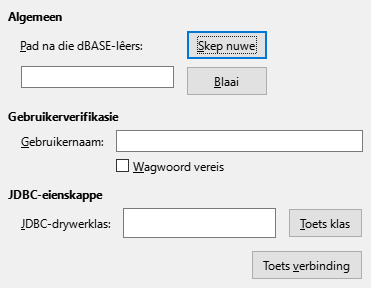 Algemeen
Pad na die dBASE-lêers:
Skep nuwe
Blaai
Gebruikerverifikasie
Gebruikernaam:
Wagwoord vereis
JDBC-eienskappe
JDBC-drywerklas:
Toets klas
Toets verbinding